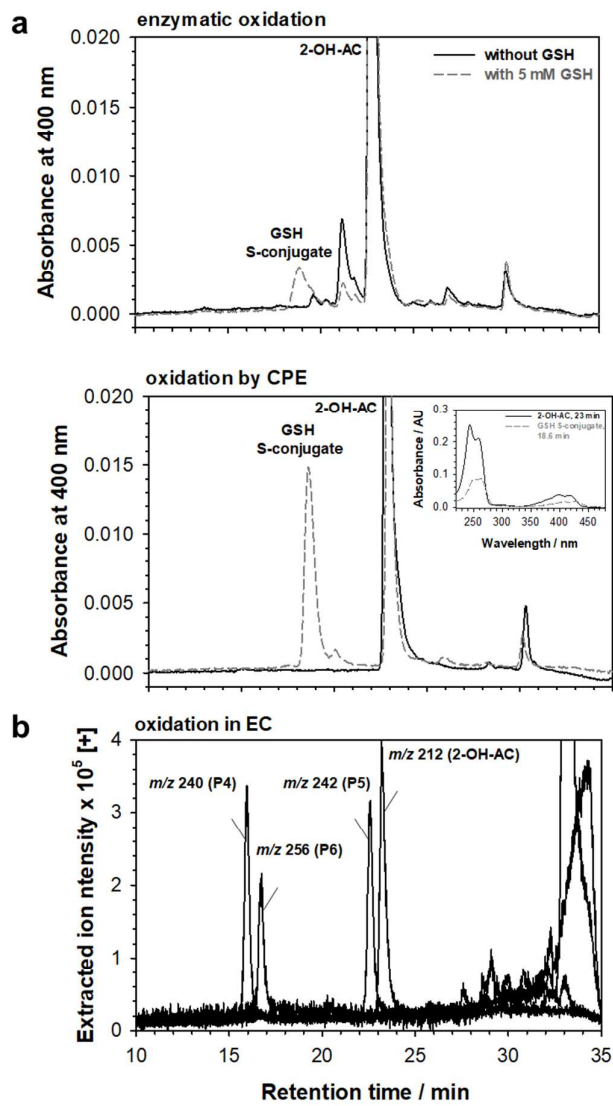 a
enzymatic oxidation
0.020
0.015
0.010
0.005
0.000
Absorbance at 400 nm
2-OH-AC
without GSH
with 5 mM GSH
GSH
S-conjugate
oxidation by CPE
0.020
0.015
0.010
0.005
0.000
Absorbance at 400 nm
2-OH-AC
GSH
S-conjugate
0.3
0.2
0.1
0.0
Absorbance / AU
2-OH-AC, 23 min
GSH S-conjugate,
18.6 min
250 300 350 400 450
Wavelength / nm
b
oxidation in EC
4
3
2
1
0
Extracted ion ntensity x 10⁵ [+]
m/z 240 (P4)
m/z 256 (P6)
m/z 242 (P5)
m/z 212 (2-OH-AC)
10 15 20 25 30 35
Retention time / min